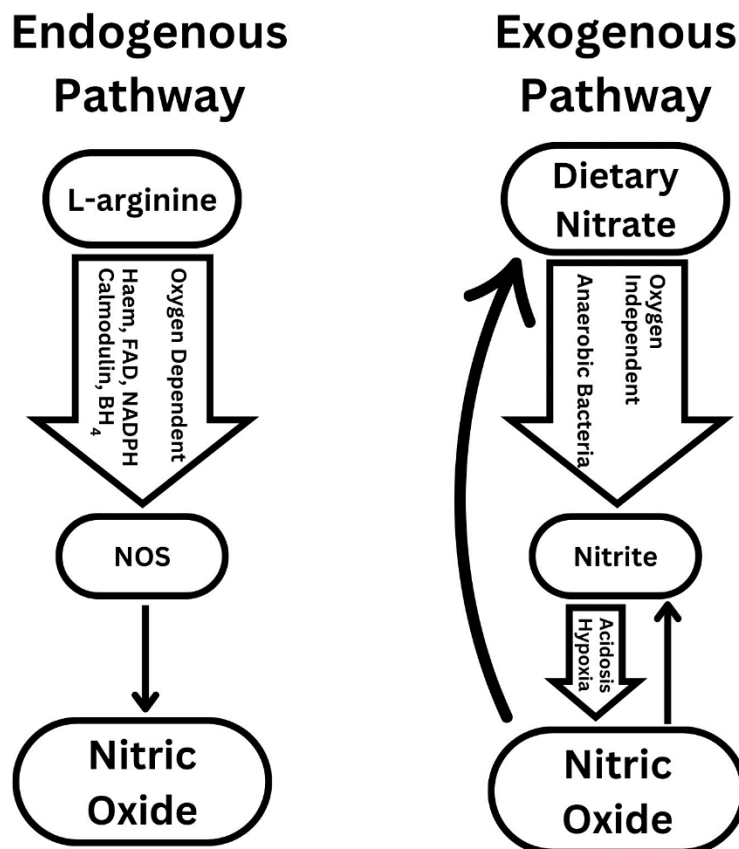 Endogenous
Pathway
L-arginine
Oxygen Dependent
Haem, FAD, NADPH
Calmodulin, BH₄
NOS
Nitric
Oxide
Exogenous
Pathway
Dietary
Nitrate
Oxygen
Independent
Anaerobic Bacteria
Nitrite
Acidosis
Hypoxia
Nitric
Oxide